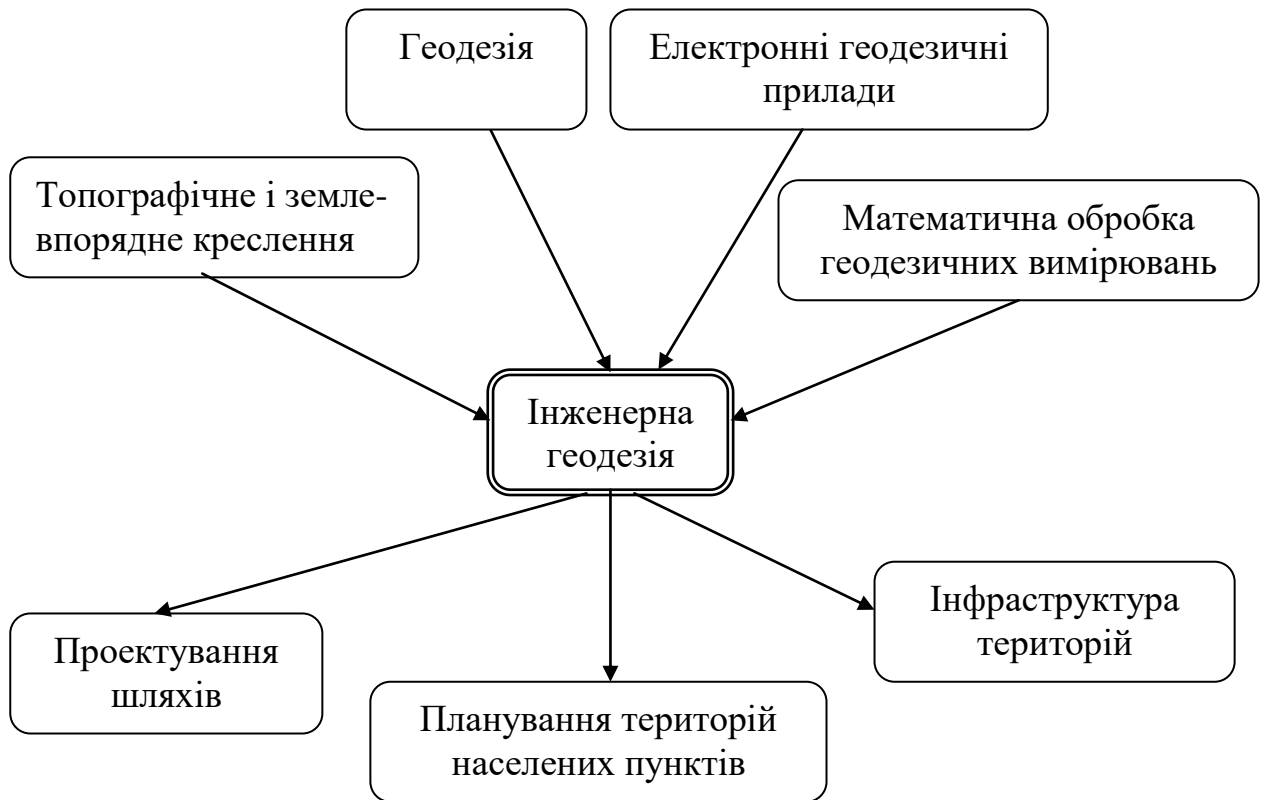 Геодезія
Електронні геодезичні
прилади
Топографічне і земле-
впорядне креслення
Математична обробка
геодезичних вимірювань
Інженерна
геодезія
Проектування
шляхів
Планування територій
населених пунктів
Інфраструктура
територій